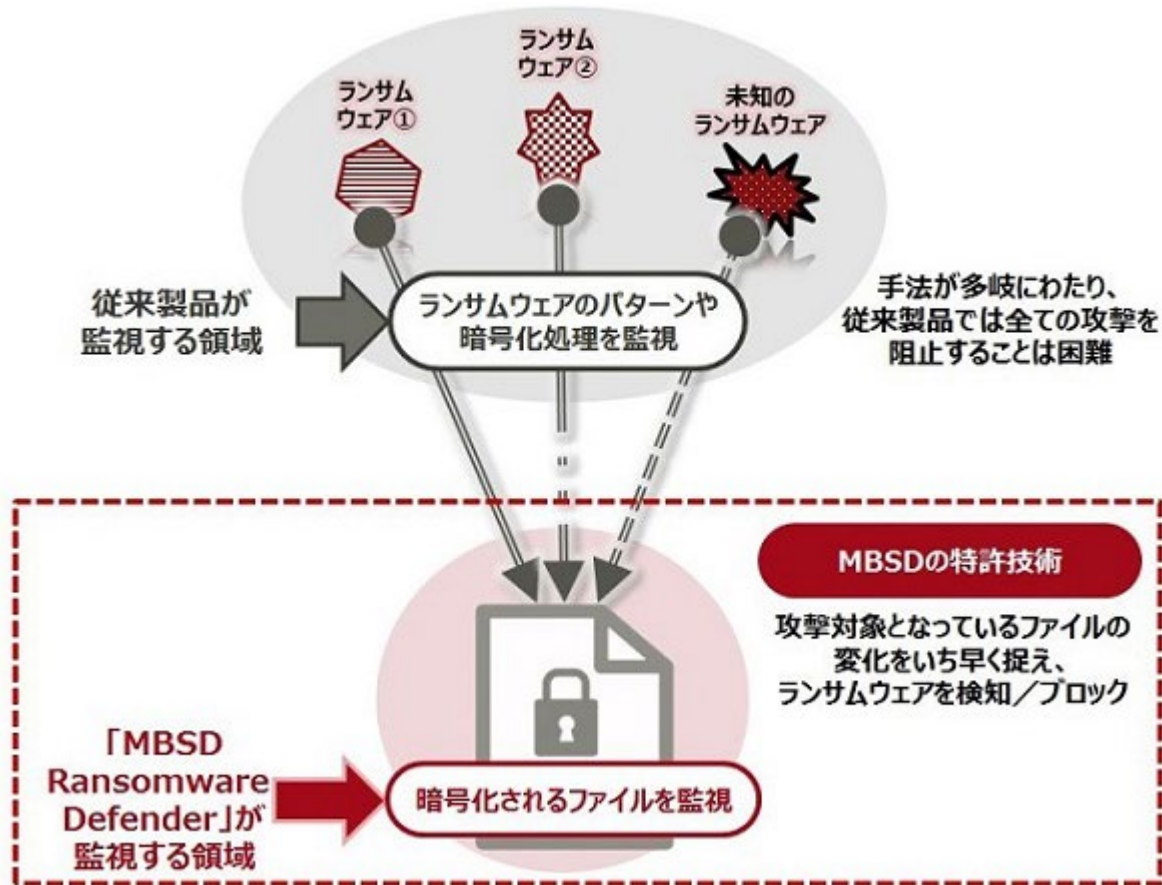 ランサム
ウェア①
ランサム
ウェア②
未知の
ランサムウェア
従来製品が
監視する領域
ランサムウェアのパターンや
暗号化処理を監視
手法が多岐にわたり、
従来製品では全ての攻撃を
阻止することは困難
MBSDの特許技術
攻撃対象となっているファイルの
変化をいち早く捉え、
ランサムウェアを検知／ブロック
「MBSD
Ransomware
Defender」が
監視する領域
暗号化されるファイルを監視